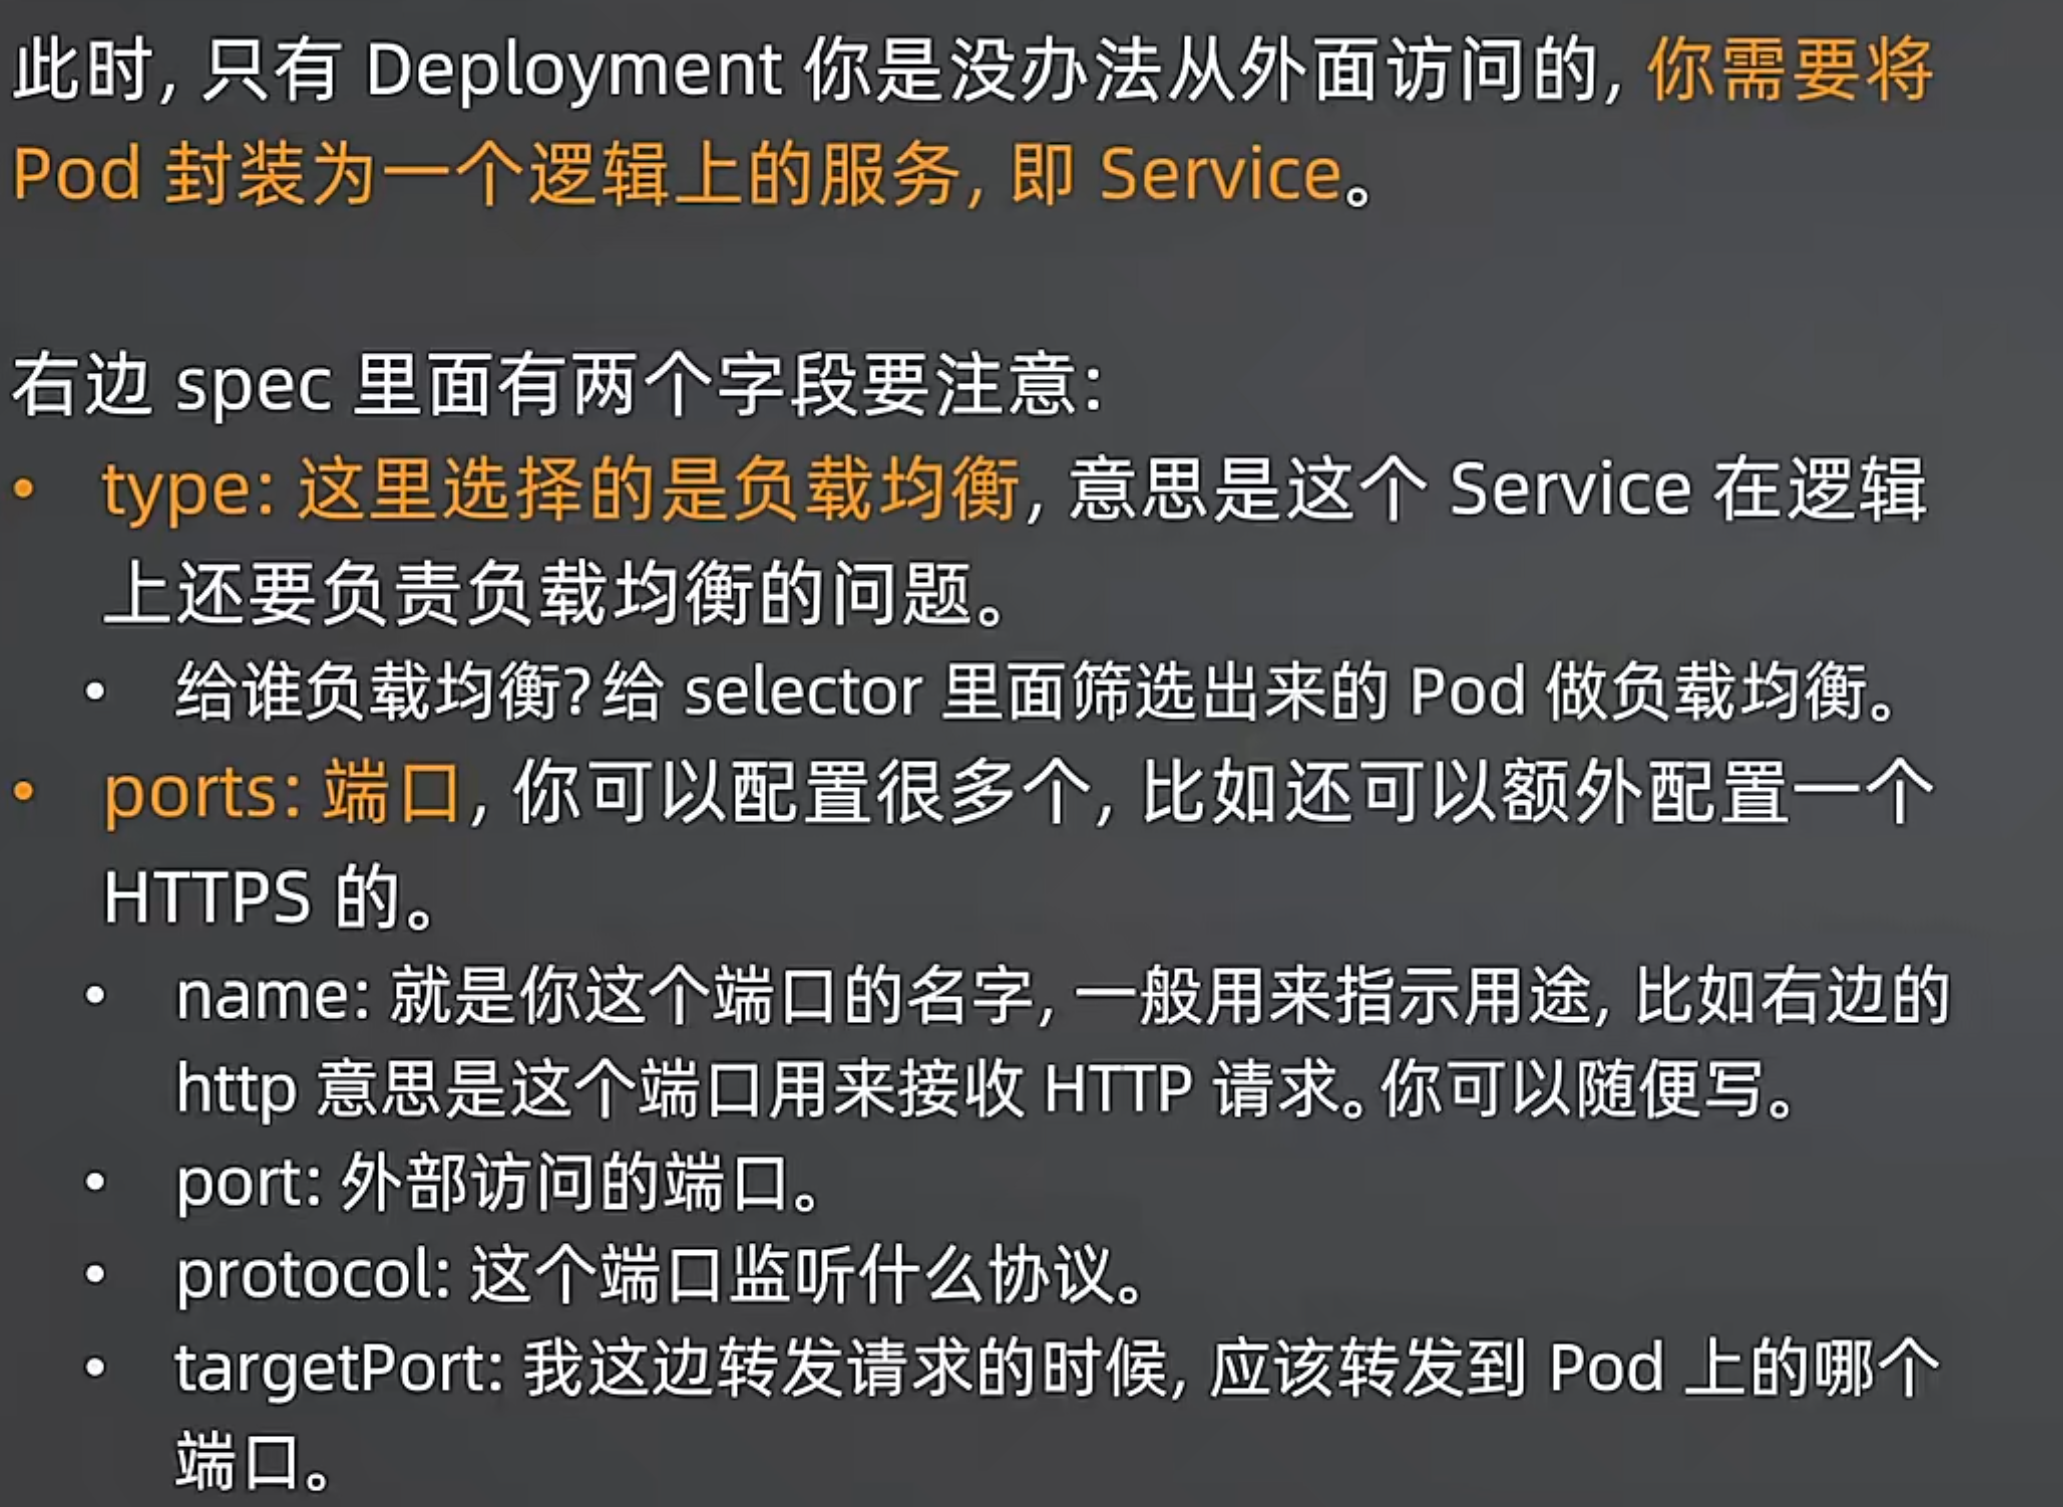 此时, 只有 Deployment 你是没办法从外面访问的, 你需要将
Pod 封装为一个逻辑上的服务, 即 Service。
右边 spec 里面有两个字段要注意:
• type: 这里选择的是负载均衡, 意思是这个 Service 在逻辑
上还要负责负载均衡的问题。
• 给谁负载均衡?给 selector 里面筛选出来的 Pod 做负载均衡。
• ports: 端口, 你可以配置很多个, 比如还可以额外配置一个
HTTPS 的。
• name: 就是你这个端口的名字, 一般用来指示用途, 比如右边的
http 意思是这个端口用来接收 HTTP 请求。你可以随便写。
• port: 外部访问的端口。
• protocol: 这个端口监听什么协议。
• targetPort: 我这边转发请求的时候, 应该转发到 Pod 上的哪个
端口。